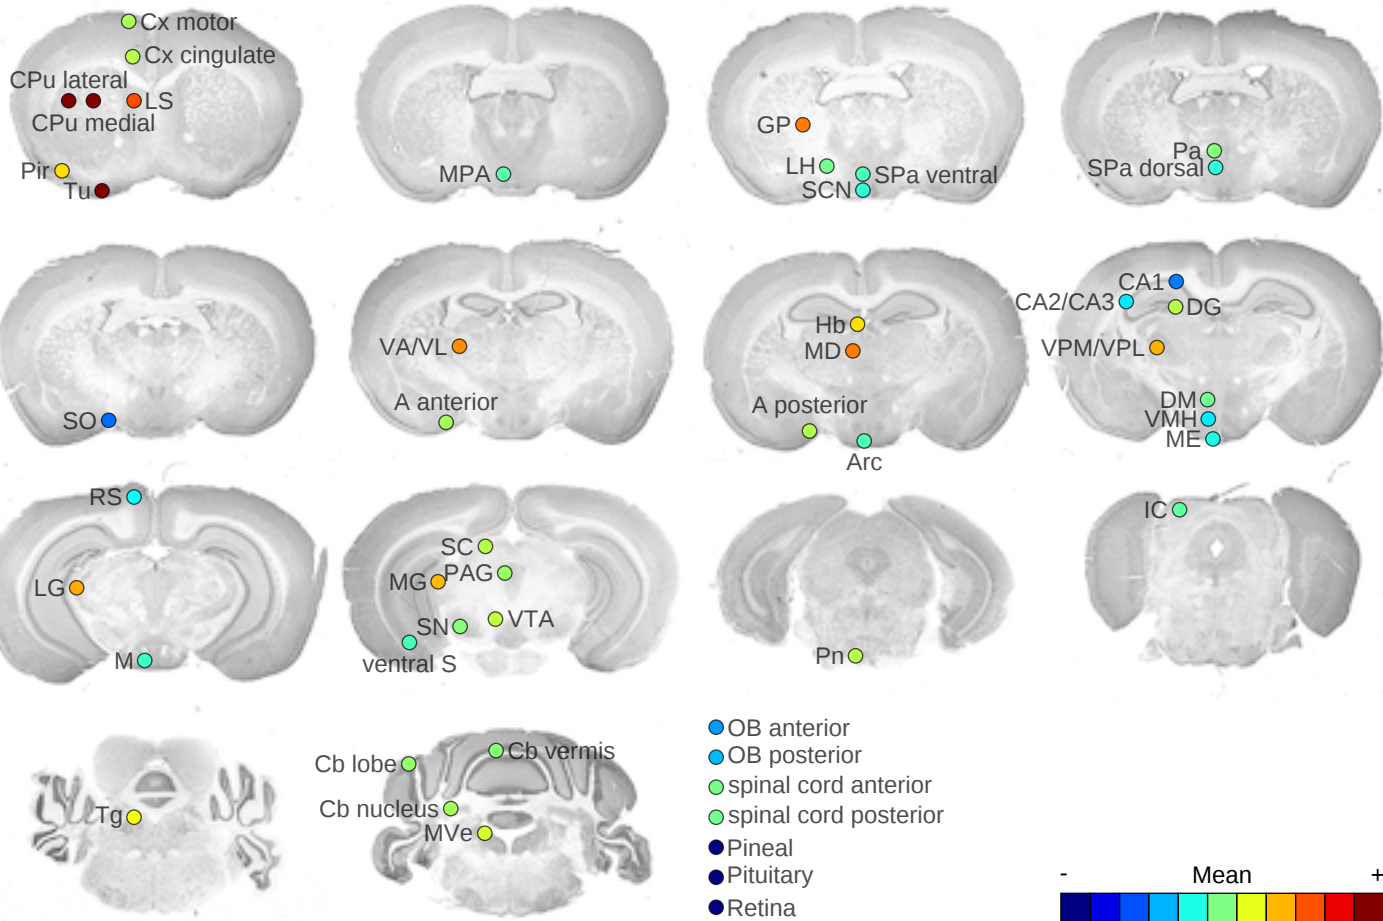 Cx motor
Cx cingulate
CPu lateral
LS
CPu medial
Pir
Tu
MPA
GP
LH
SPa ventral
SCN
Pa
SPa dorsal
SO
VA/VL
A anterior
Hb
MD
A posterior
Arc
CA1
CA2/CA3
DG
VPM/VPL
DM
VMH
ME
RS
LG
M
SC
PAG
MG
VTA
SN
ventral S
Pn
IC
Tg
Cb vermis
Cb lobe
Cb nucleus
MVe
OB anterior
OB posterior
spinal cord anterior
spinal cord posterior
Pineal
Pituitary
Retina
- Mean +